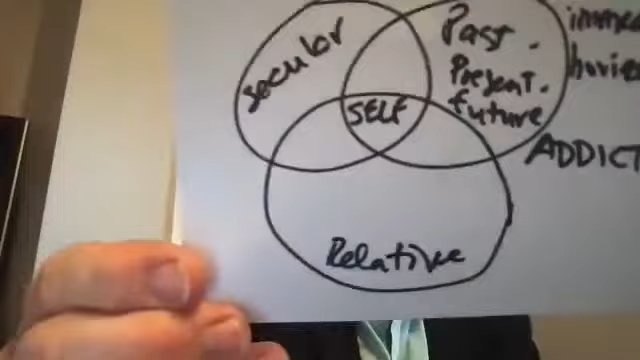 secular
Past.
Present.
future
SELF
ADDICT
Relative